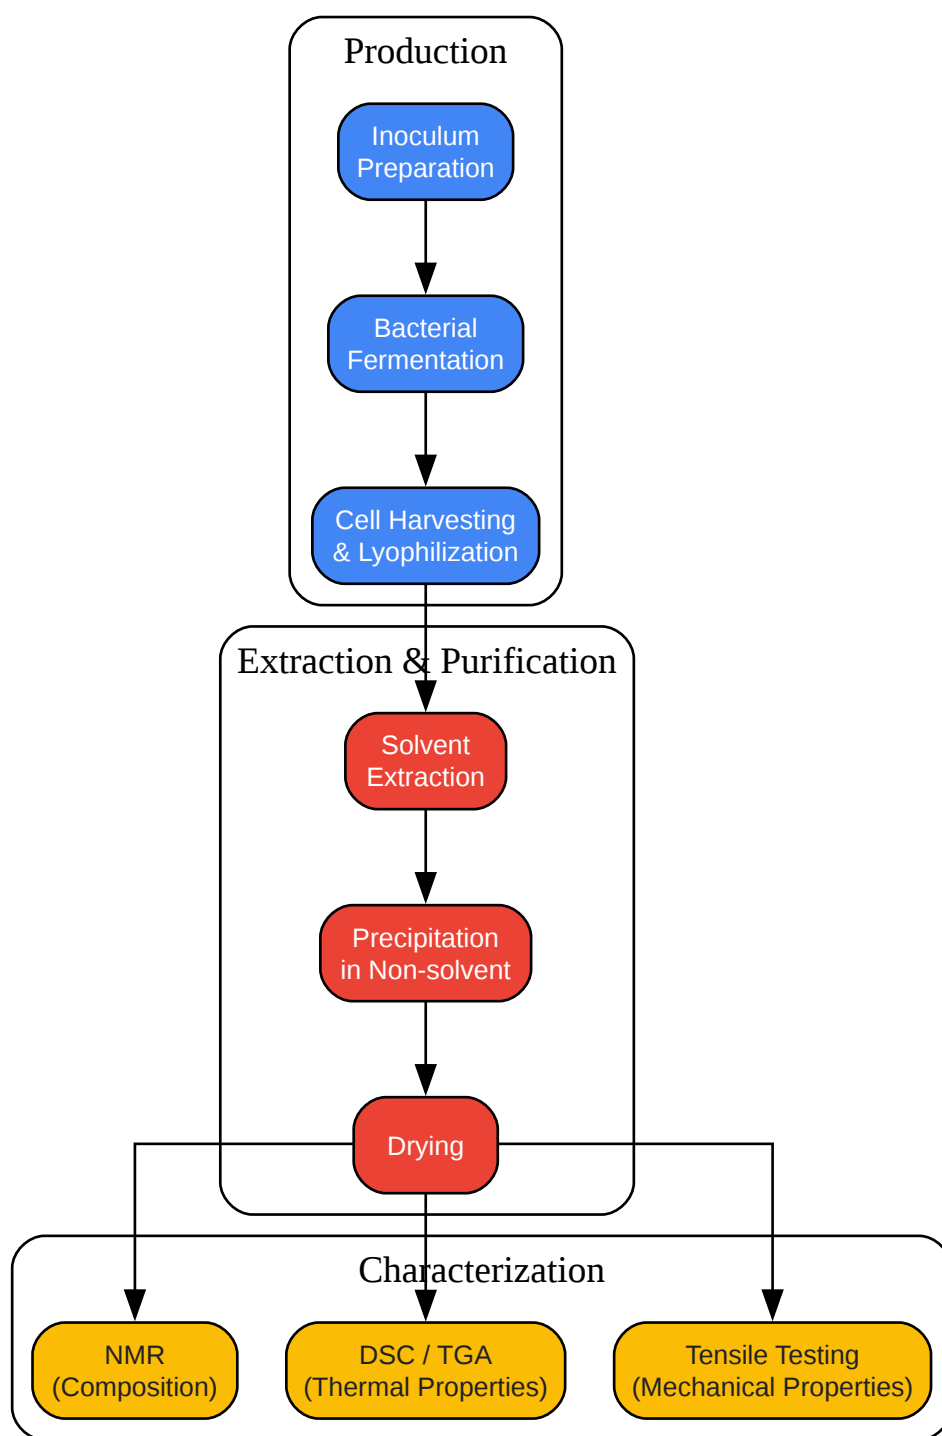 Production
Inoculum
Preparation
Bacterial
Fermentation
Cell Harvesting
& Lyophilization
Extraction & Purification
Solvent
Extraction
Precipitation
in Non-solvent
Drying
Characterization
NMR
(Composition)
DSC / TGA
(Thermal Properties)
Tensile Testing
(Mechanical Properties)